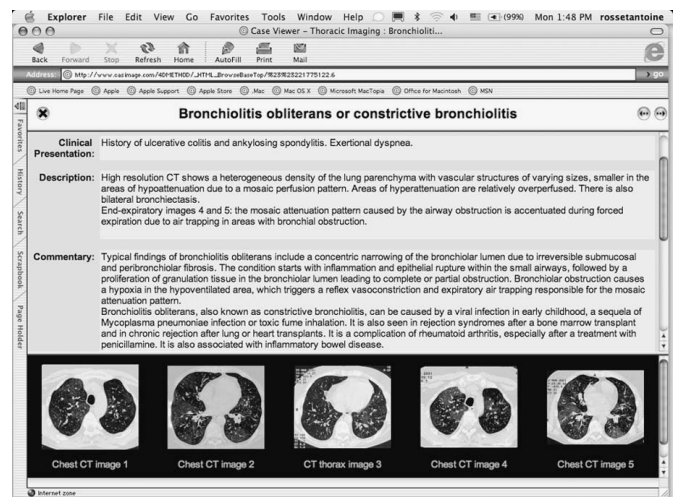 Explorer File Edit View Go Favorites Tools Window Help (99%) Mon 1:48 PM rossetantoine
Case Viewer – Thoracic Imaging : Bronchioliti...
Back Forward Stop Refresh Home AutoFill Print Mail
Address: http://www.casimage.com/4DMETHOD/_HTML_BrowseBaseTop/%23%23221775122.6 go
Live Home Page Apple Apple Support Apple Store .Mac Mac OS X Microsoft MacTopia Office for Macintosh MSN
Favorites
History
Search
Scrapbook
Page Holder
Bronchiolitis obliterans or constrictive bronchiolitis
Clinical Presentation: History of ulcerative colitis and ankylosing spondylitis. Exertional dyspnea.
Description: High resolution CT shows a heterogeneous density of the lung parenchyma with vascular structures of varying sizes, smaller in the
areas of hypoattenuation due to a mosaic perfusion pattern. Areas of hyperattenuation are relatively overperfused. There is also
bilateral bronchiectasis.
End-expiratory images 4 and 5: the mosaic attenuation pattern caused by the airway obstruction is accentuated during forced
expiration due to air trapping in areas with bronchial obstruction.
Commentary: Typical findings of bronchiolitis obliterans include a concentric narrowing of the bronchiolar lumen due to irreversible submucosal
and peribronchiolar fibrosis. The condition starts with inflammation and epithelial rupture within the small airways, followed by a
proliferation of granulation tissue in the bronchiolar lumen leading to complete or partial obstruction. Bronchiolar obstruction causes
a hypoxia in the hypoventilated area, which triggers a reflex vasoconstriction and expiratory air trapping responsible for the mosaic
attenuation pattern.
Bronchiolitis obliterans, also known as constrictive bronchiolitis, can be caused by a viral infection in early childhood, a sequela of
Mycoplasma pneumoniae infection or toxic fume inhalation. It is also seen in rejection syndromes after a bone marrow transplant
and in chronic rejection after lung or heart transplants. It is a complication of rheumatoid arthritis, especially after a treatment with
penicillamine. It is also associated with inflammatory bowel disease.
Chest CT image 1 Chest CT image 2 CT thorax image 3 Chest CT image 4 Chest CT image 5
Internet zone